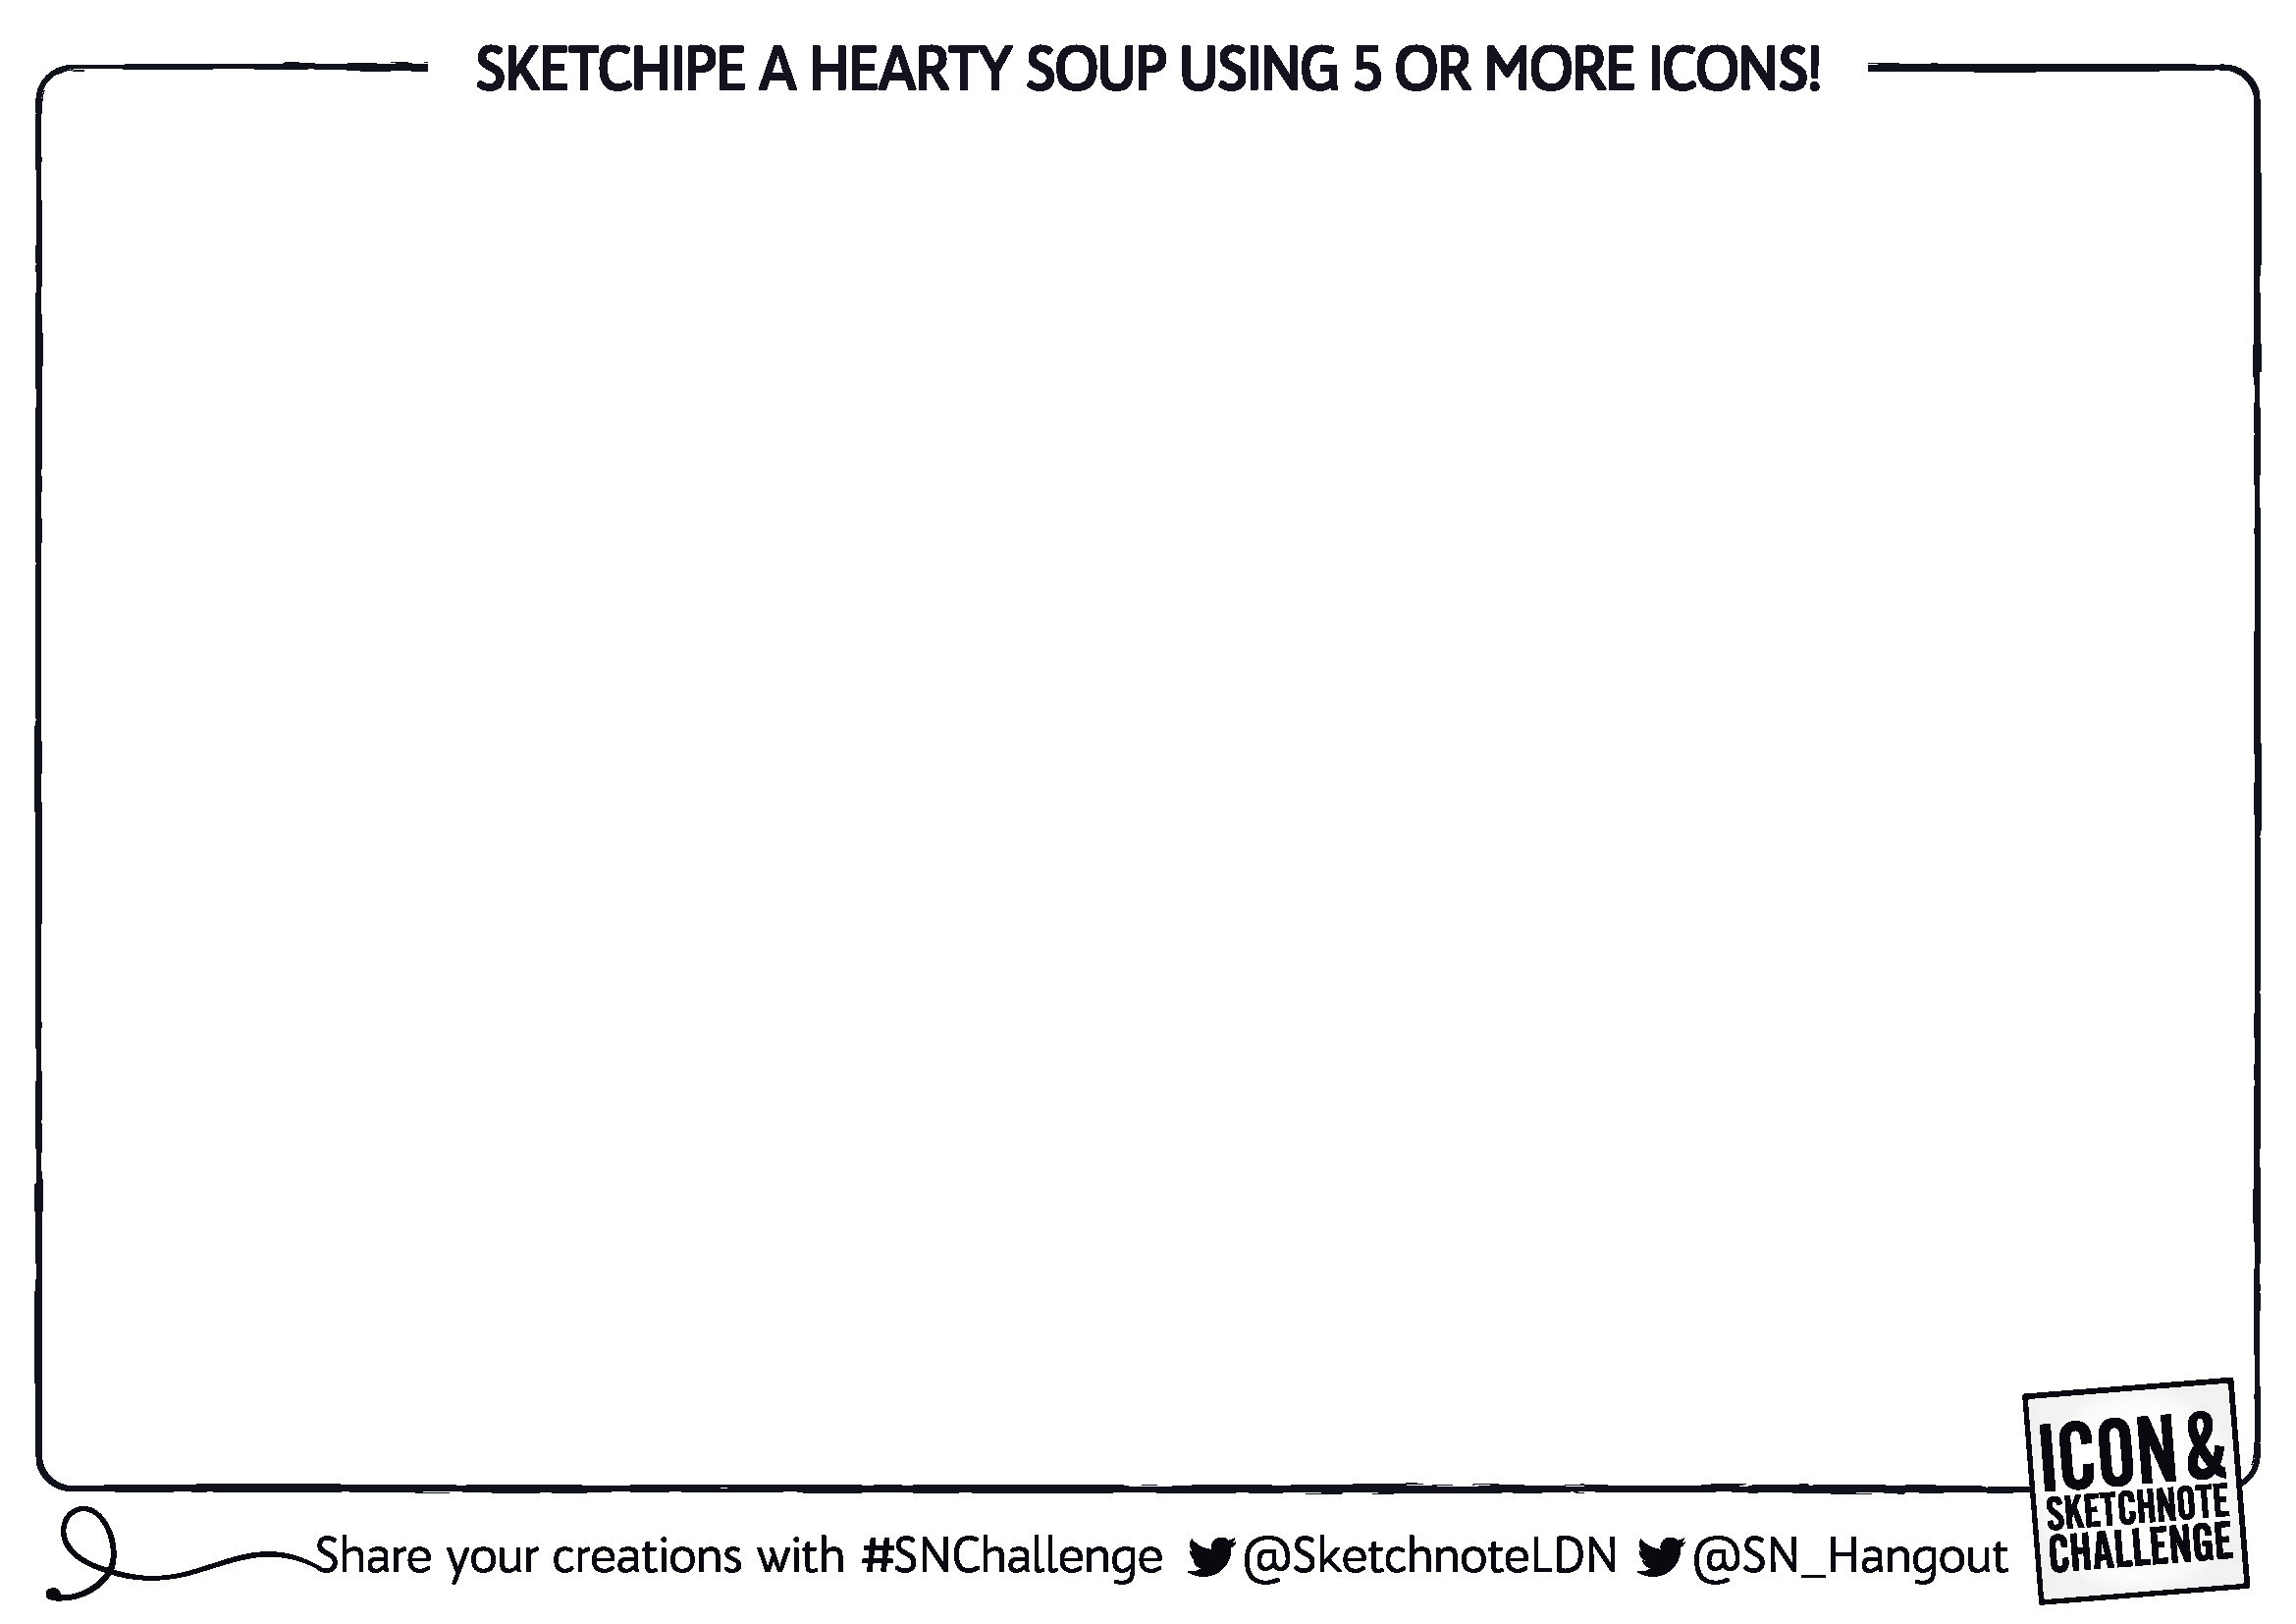 SKETCHIPE A HEARTY SOUP USING 5 OR MORE ICONS!
Share your creations with #SNChallenge @SketchnoteLDN @SN_Hangout
ICON &
SKETCHNOTE
CHALLENGE